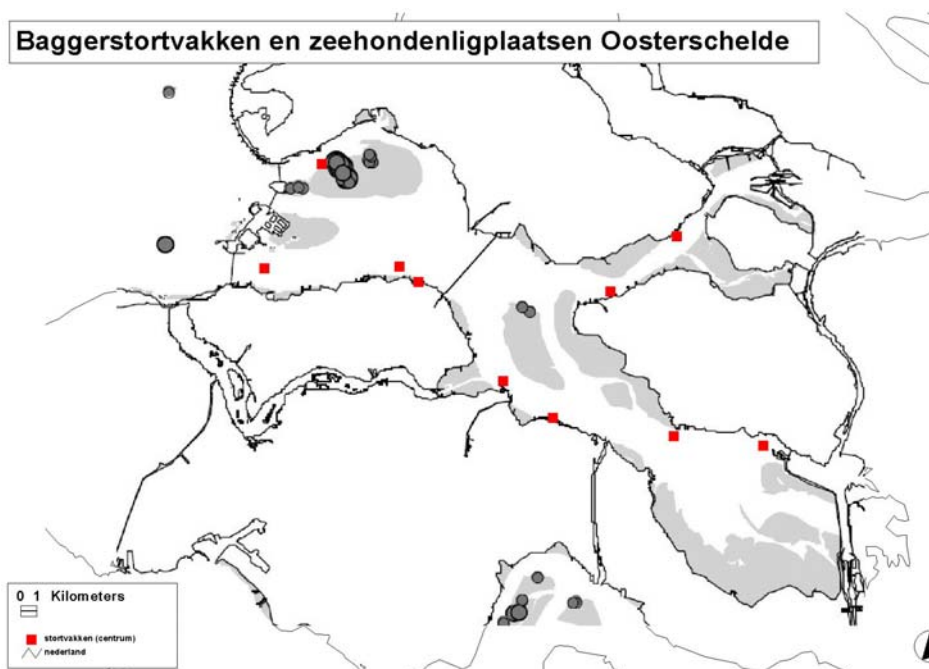 Baggerstortvakken en zeehondenligplaatsen Oosterschelde
0 1 Kilometers
stortvakken (centrum)
nederland